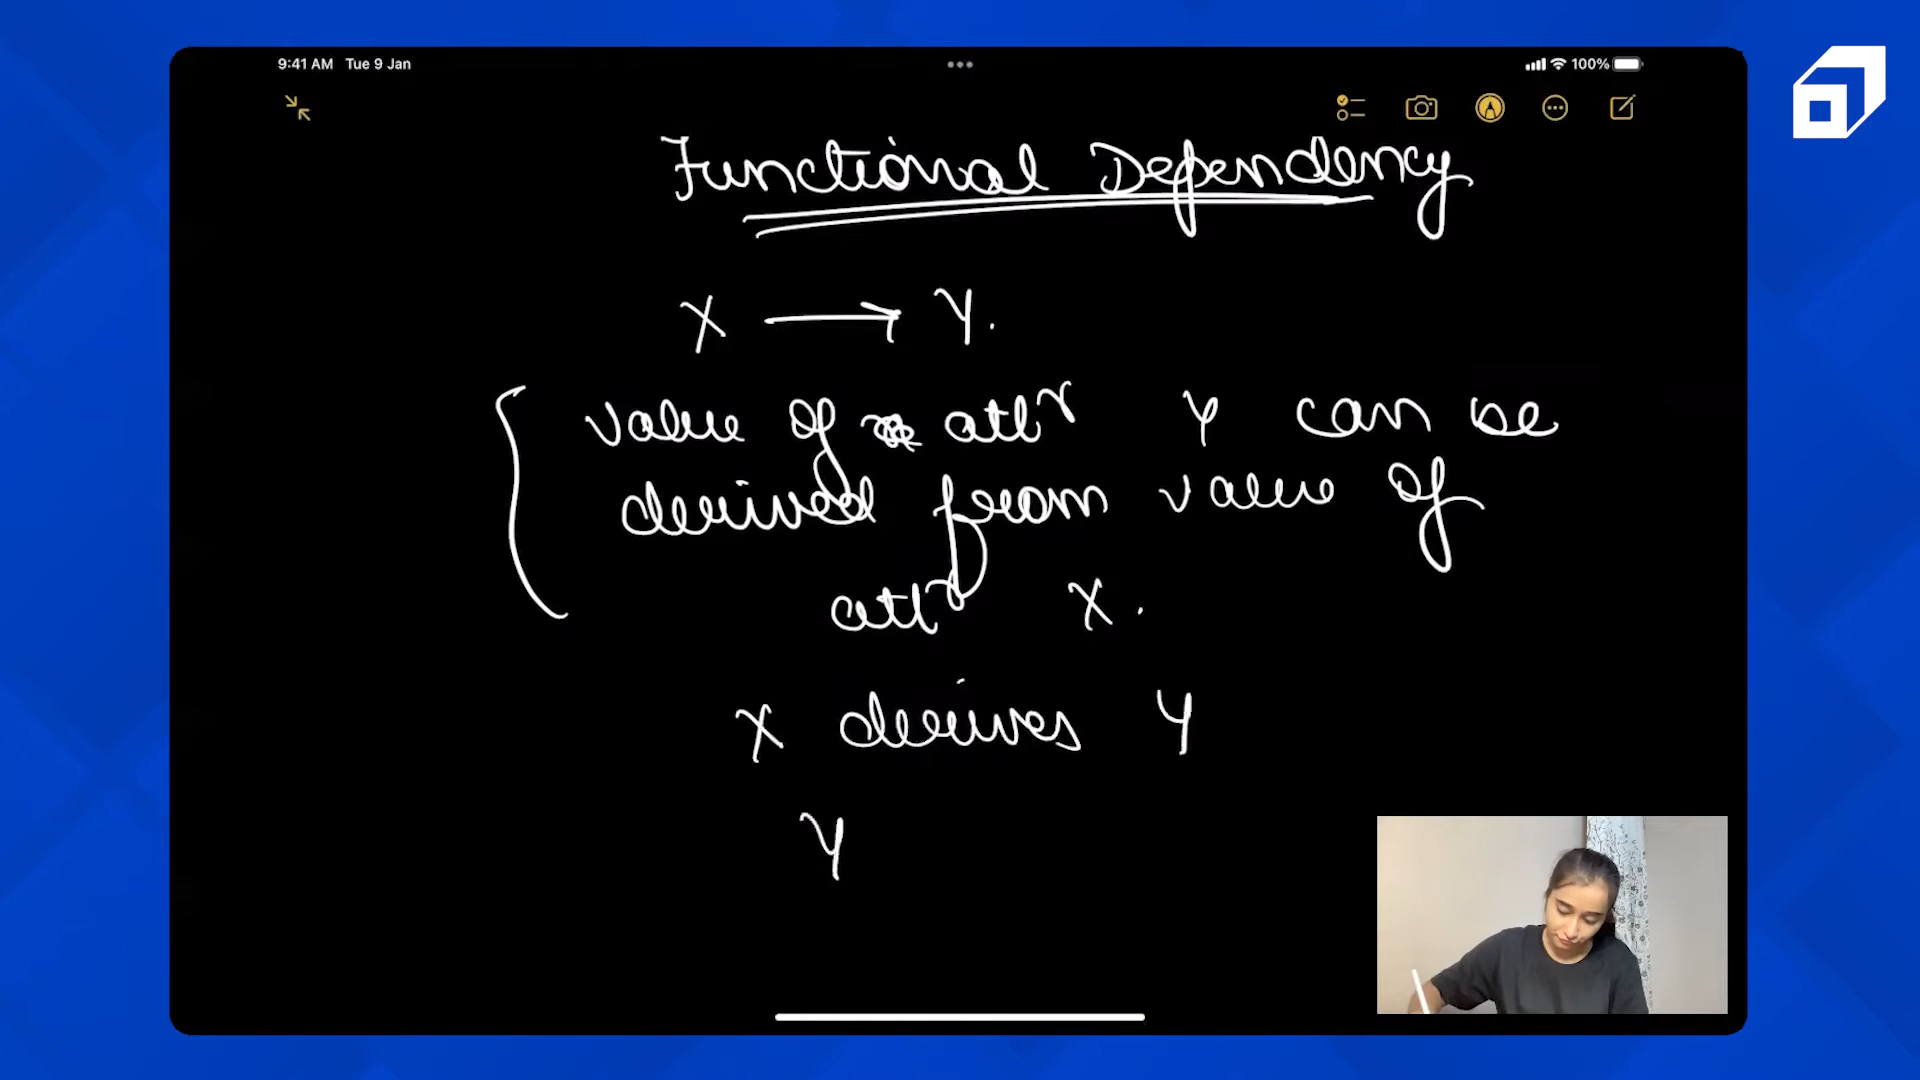 9:41 AM Tue 9 Jan
100%
Functional Dependency
X → Y.
value of attr Y can be
derived from value of
attr X.
X derives Y
Y